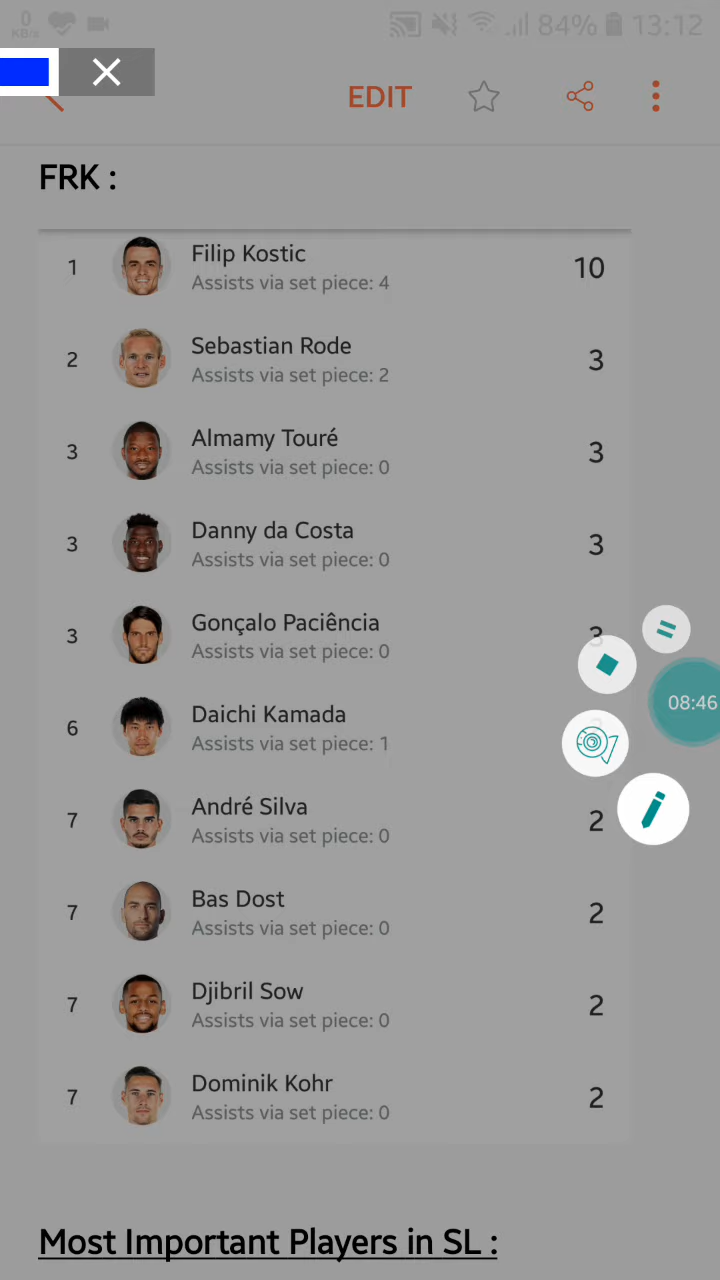 0
KB/s
84%
13:12
EDIT
FRK :
1
Filip Kostic
10
Assists via set piece: 4
2
Sebastian Rode
3
Assists via set piece: 2
3
Almamy Touré
3
Assists via set piece: 0
3
Danny da Costa
3
Assists via set piece: 0
3
Gonçalo Paciência
3
Assists via set piece: 0
08:46
6
Daichi Kamada
Assists via set piece: 1
7
André Silva
2
Assists via set piece: 0
7
Bas Dost
2
Assists via set piece: 0
7
Djibril Sow
2
Assists via set piece: 0
7
Dominik Kohr
2
Assists via set piece: 0
Most Important Players in SL :